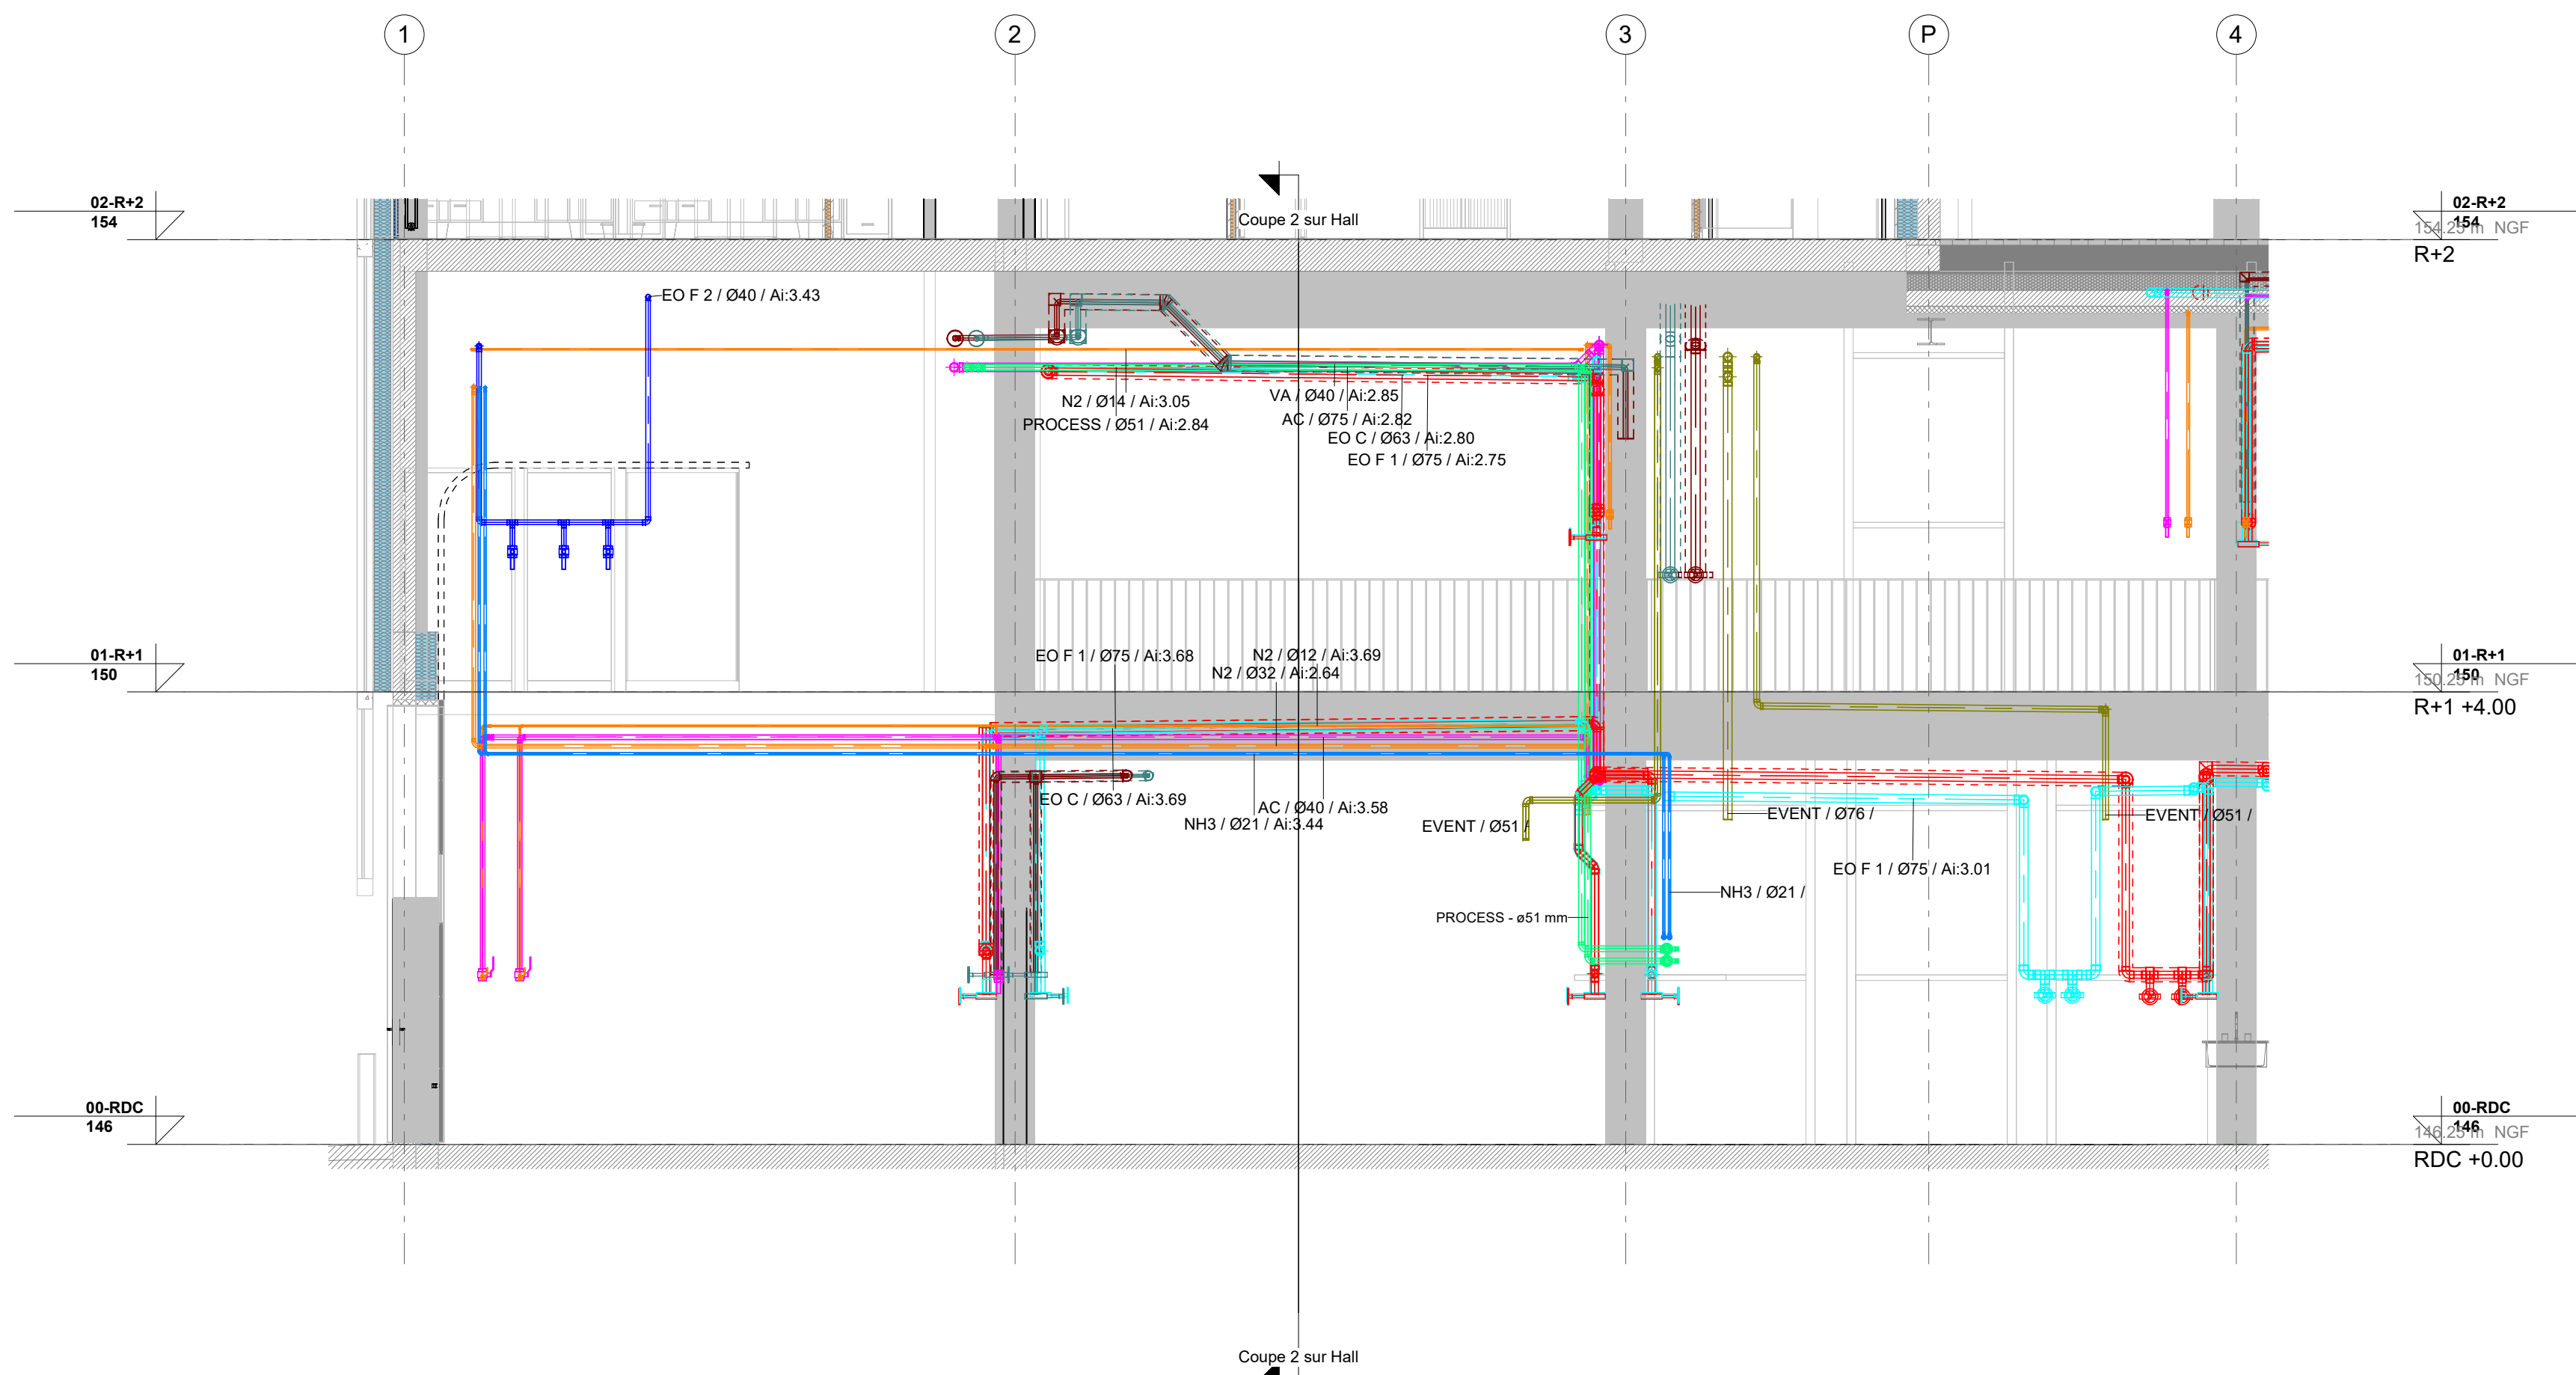 1
2
3
P
4
02-R+2
154
Coupe 2 sur Hall
02-R+2
154
154.25 m NGF
R+2
EO F 2 / Ø40 / Ai:3.43
N2 / Ø14 / Ai:3.05
PROCESS / Ø51 / Ai:2.84
VA / Ø40 / Ai:2.85
AC / Ø75 / Ai:2.82
EO C / Ø63 / Ai:2.80
EO F 1 / Ø75 / Ai:2.75
01-R+1
150
EO F 1 / Ø75 / Ai:3.68
N2 / Ø12 / Ai:3.69
N2 / Ø32 / Ai:2.64
01-R+1
150
150.25 m NGF
R+1 +4.00
EO C / Ø63 / Ai:3.69
AC / Ø40 / Ai:3.58
NH3 / Ø21 / Ai:3.44
EVENT / Ø51 /
EVENT / Ø76 /
EVENT / Ø51 /
EO F 1 / Ø75 / Ai:3.01
NH3 / Ø21 /
PROCESS - ø51 mm
00-RDC
146
00-RDC
146
146.25 m NGF
RDC +0.00
Coupe 2 sur Hall